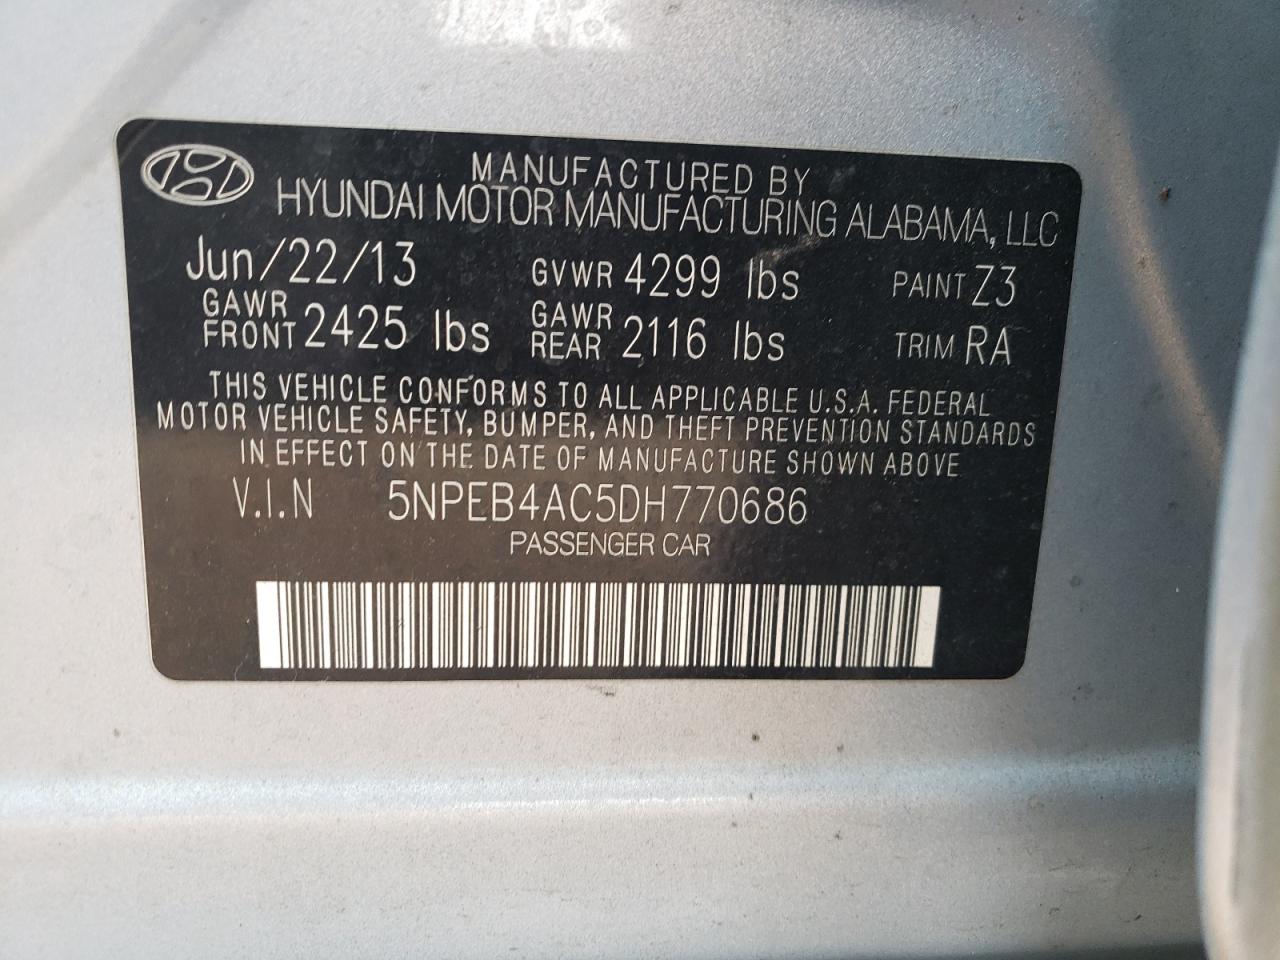 MANUFACTURED BY
HYUNDAI MOTOR MANUFACTURING ALABAMA, LLC
Jun/22/13 GVWR 4299 lbs PAINT Z3
GAWR FRONT 2425 lbs GAWR REAR 2116 lbs TRIM RA
THIS VEHICLE CONFORMS TO ALL APPLICABLE U.S.A. FEDERAL
MOTOR VEHICLE SAFETY, BUMPER, AND THEFT PREVENTION STANDARDS
IN EFFECT ON THE DATE OF MANUFACTURE SHOWN ABOVE
V.I.N 5NPEB4AC5DH770686
PASSENGER CAR